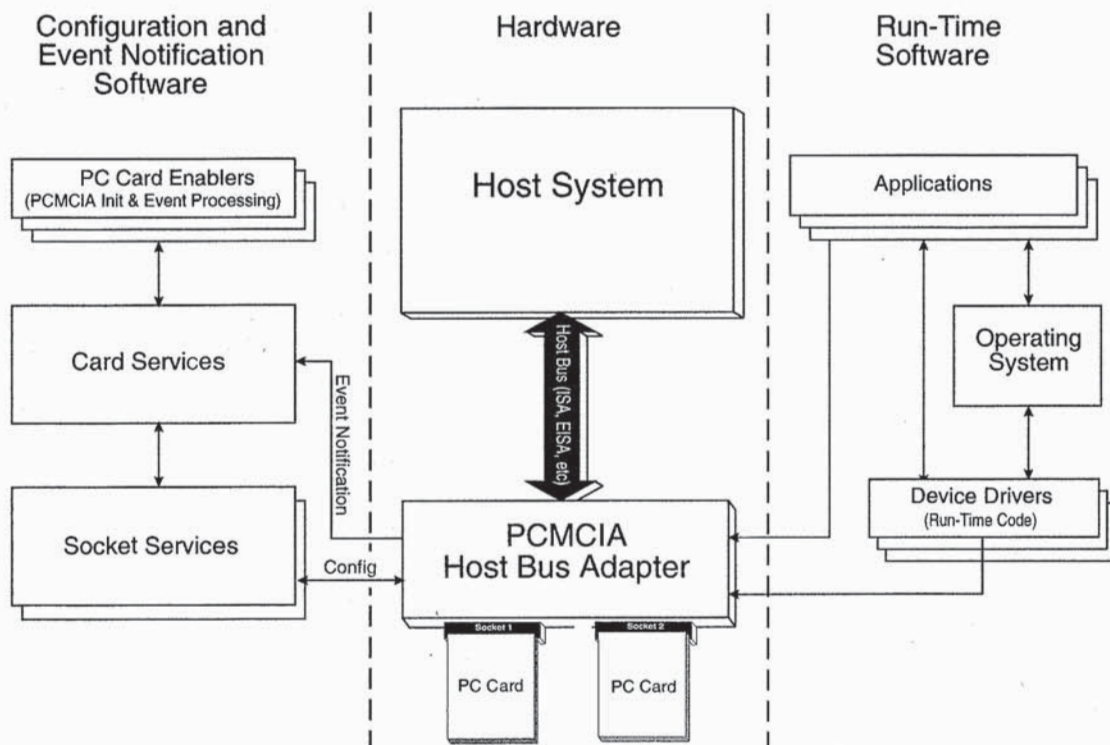 Configuration and
Event Notification
Software
Hardware
Run-Time
Software
PC Card Enablers
(PCMCIA Init & Event Processing)
Host System
Applications
Card Services
Event Notification
Host Bus (ISA, EISA, etc)
Operating
System
Socket Services
Config
PCMCIA
Host Bus Adapter
Device Drivers
(Run-Time Code)
Socket 1
Socket 2
PC Card
PC Card